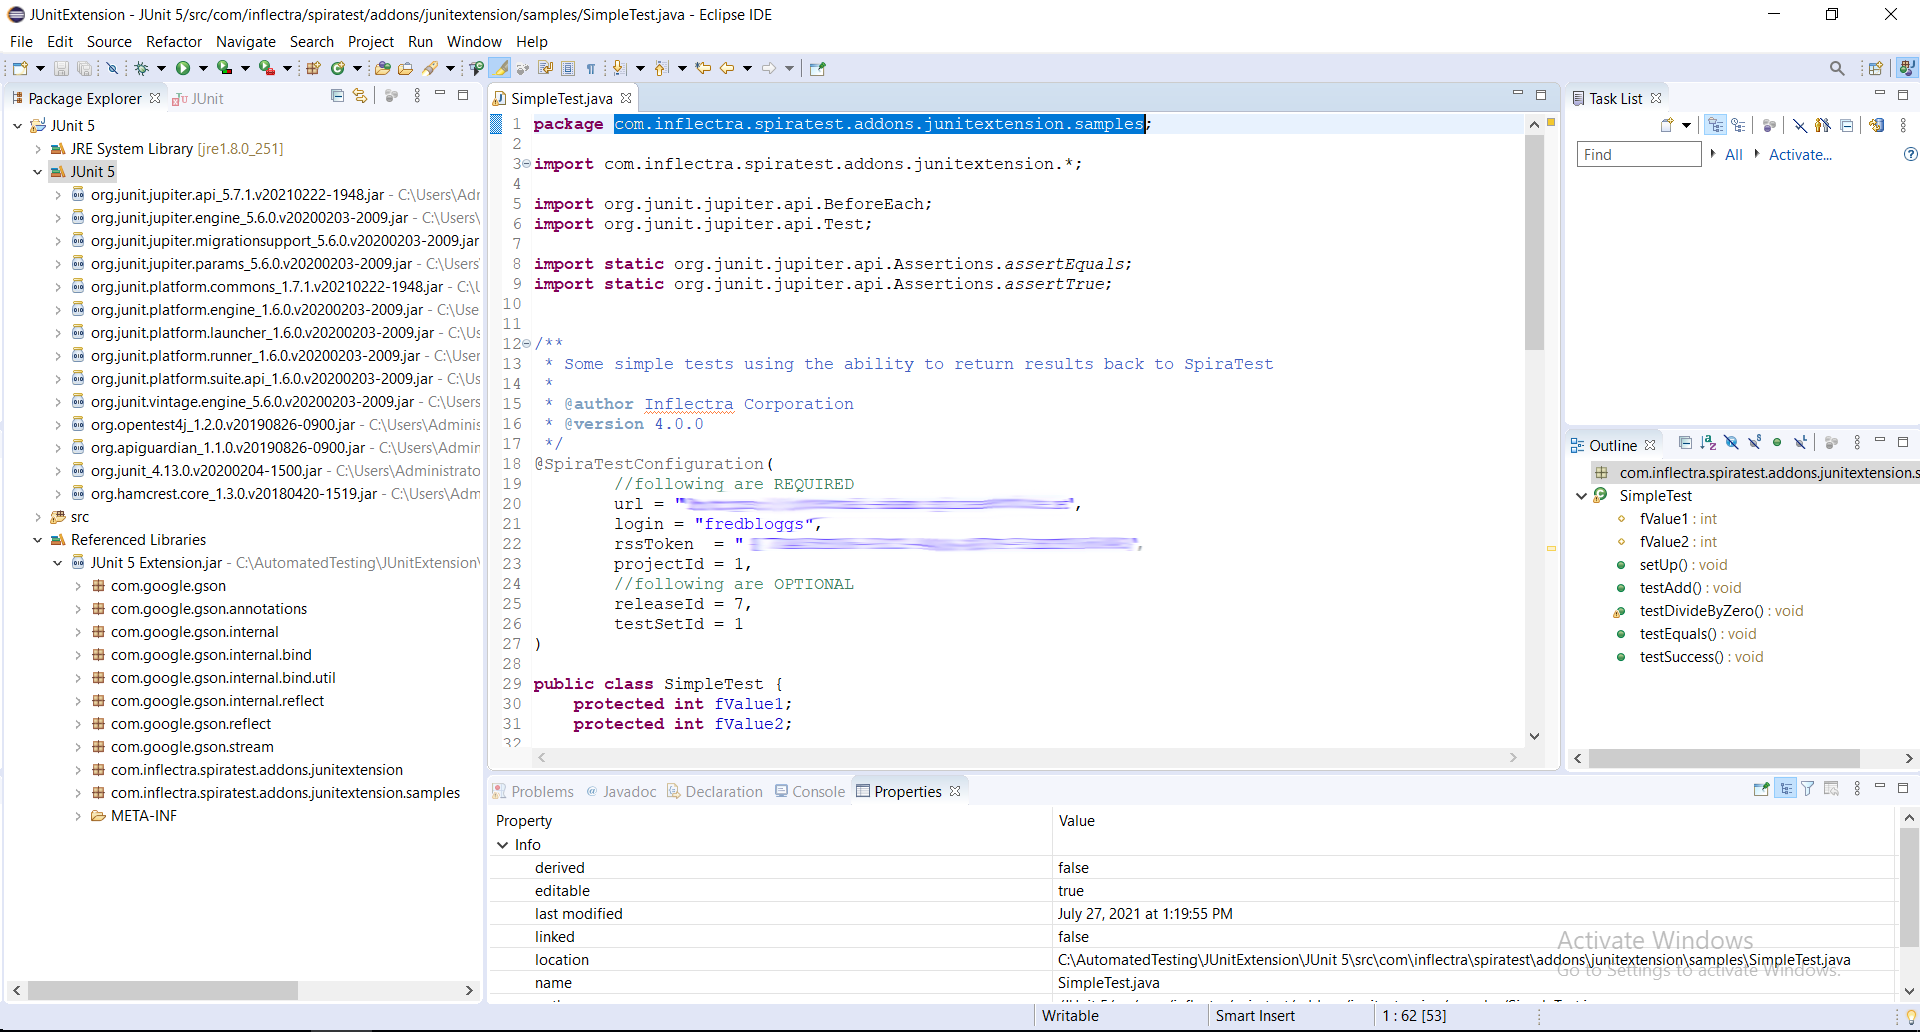 JUnitExtension - JUnit 5/src/com/inflectra/spiratest/addons/junitextension/samples/SimpleTest.java - Eclipse IDE
File Edit Source Refactor Navigate Search Project Run Window Help
Package Explorer
JUnit
JUnit 5
JRE System Library [jre1.8.0_251]
JUnit 5
org.junit.jupiter.api_5.7.1.v20210222-1948.jar - C:\Users\Adr
org.junit.jupiter.engine_5.6.0.v20200203-2009.jar - C:\Users\
org.junit.jupiter.migrationsupport_5.6.0.v20200203-2009.jar
org.junit.jupiter.params_5.6.0.v20200203-2009.jar - C:\Users
org.junit.platform.commons_1.7.1.v20210222-1948.jar - C:\
org.junit.platform.engine_1.6.0.v20200203-2009.jar - C:\Use
org.junit.platform.launcher_1.6.0.v20200203-2009.jar - C:\Us
org.junit.platform.runner_1.6.0.v20200203-2009.jar - C:\User
org.junit.platform.suite.api_1.6.0.v20200203-2009.jar - C:\Us
org.junit.vintage.engine_5.6.0.v20200203-2009.jar - C:\Users
org.opentest4j_1.2.0.v20190826-0900.jar - C:\Users\Adminis
org.apiguardian_1.1.0.v20190826-0900.jar - C:\Users\Admir
org.junit_4.13.0.v20200204-1500.jar - C:\Users\Administrato
org.hamcrest.core_1.3.0.v20180420-1519.jar - C:\Users\Adm
src
Referenced Libraries
JUnit 5 Extension.jar - C:\AutomatedTesting\JUnitExtension\
com.google.gson
com.google.gson.annotations
com.google.gson.internal
com.google.gson.internal.bind
com.google.gson.internal.bind.util
com.google.gson.internal.reflect
com.google.gson.reflect
com.google.gson.stream
com.inflectra.spiratest.addons.junitextension
com.inflectra.spiratest.addons.junitextension.samples
META-INF
SimpleTest.java
1 package com.inflectra.spiratest.addons.junitextension.samples;
2
3 import com.inflectra.spiratest.addons.junitextension.*;
4
5 import org.junit.jupiter.api.BeforeEach;
6 import org.junit.jupiter.api.Test;
7
8 import static org.junit.jupiter.api.Assertions.assertEquals;
9 import static org.junit.jupiter.api.Assertions.assertTrue;
10
11
12 /**
13 * Some simple tests using the ability to return results back to SpiraTest
14 *
15 * @author Inflectra Corporation
16 * @version 4.0.0
17 */
18 @SpiraTestConfiguration(
19 //following are REQUIRED
20 url = "",
21 login = "fredbloggs",
22 rssToken = "
23 projectId = 1,
24 //following are OPTIONAL
25 releaseId = 7,
26 testSetId = 1
27 )
28
29 public class SimpleTest {
30 protected int fValue1;
31 protected int fValue2;
32
Task List
Find All Activate...
Outline
com.inflectra.spiratest.addons.junitextension.s
SimpleTest
fValue1 : int
fValue2 : int
setUp() : void
testAdd() : void
testDivideByZero() : void
testEquals() : void
testSuccess() : void
Problems Javadoc Declaration Console Properties
Property Value
Info
derived false
editable true
last modified July 27, 2021 at 1:19:55 PM
linked false
location C:\AutomatedTesting\JUnitExtension\JUnit 5\src\com\inflectra\spiratest\addons\junitextension\samples\SimpleTest.java
name SimpleTest.java
Activate Windows
Go to Settings to activate Windows.
Writable Smart Insert 1 : 62 [53]